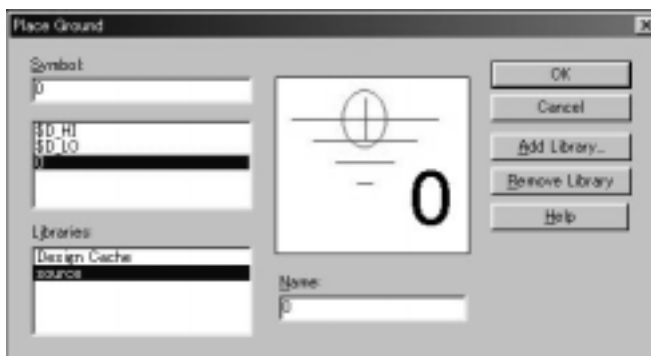 Place Ground
Symbol:
0
$D_HI
$D_LO
0
Libraries:
Design Cache
source
0
Name:
0
OK
Cancel
Add Library...
Remove Library
Help